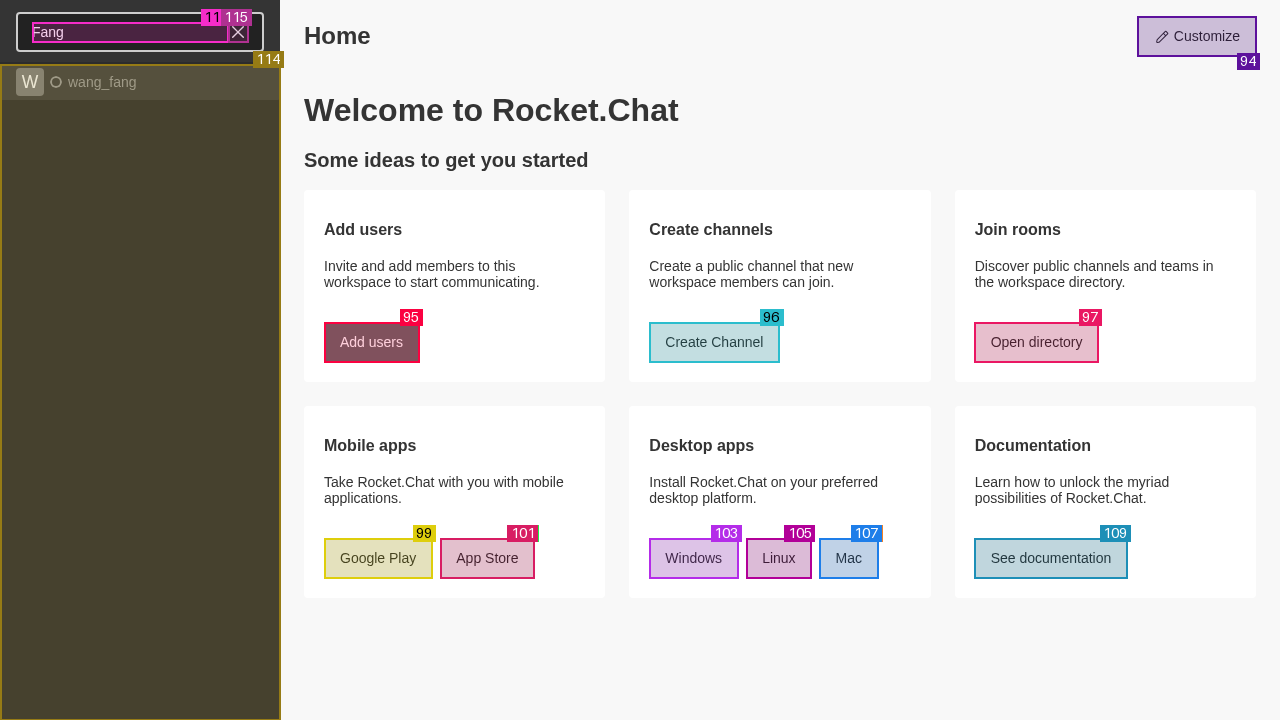 Fang
115
114
W wang_fang
Home
Customize
94
Welcome to Rocket.Chat
Some ideas to get you started
Add users
Invite and add members to this
workspace to start communicating.
95
Add users
Create channels
Create a public channel that new
workspace members can join.
96
Create Channel
Join rooms
Discover public channels and teams in
the workspace directory.
97
Open directory
Mobile apps
Take Rocket.Chat with you with mobile
applications.
99
101
Google Play
App Store
Desktop apps
Install Rocket.Chat on your preferred
desktop platform.
103
105
107
Windows
Linux
Mac
Documentation
Learn how to unlock the myriad
possibilities of Rocket.Chat.
109
See documentation